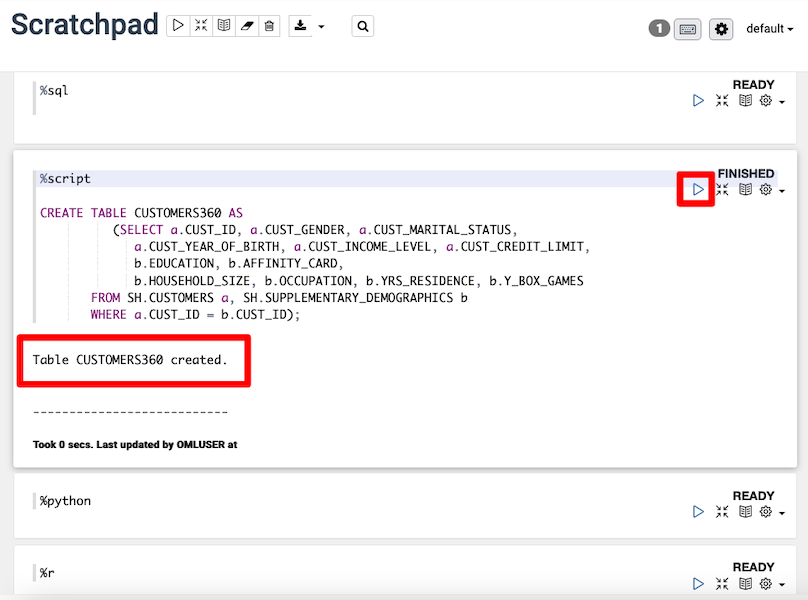 Scratchpad
1
default
READY
%sql
FINISHED
%script
CREATE TABLE CUSTOMERS360 AS
(SELECT a.CUST_ID, a.CUST_GENDER, a.CUST_MARITAL_STATUS,
a.CUST_YEAR_OF_BIRTH, a.CUST_INCOME_LEVEL, a.CUST_CREDIT_LIMIT,
b.EDUCATION, b.AFFINITY_CARD,
b.HOUSEHOLD_SIZE, b.OCCUPATION, b.YRS_RESIDENCE, b.Y_BOX_GAMES
FROM SH.CUSTOMERS a, SH.SUPPLEMENTARY_DEMOGRAPHICS b
WHERE a.CUST_ID = b.CUST_ID);
Table CUSTOMERS360 created.
---------------------------
Took 0 secs. Last updated by OMLUSER at
READY
%python
READY
%r